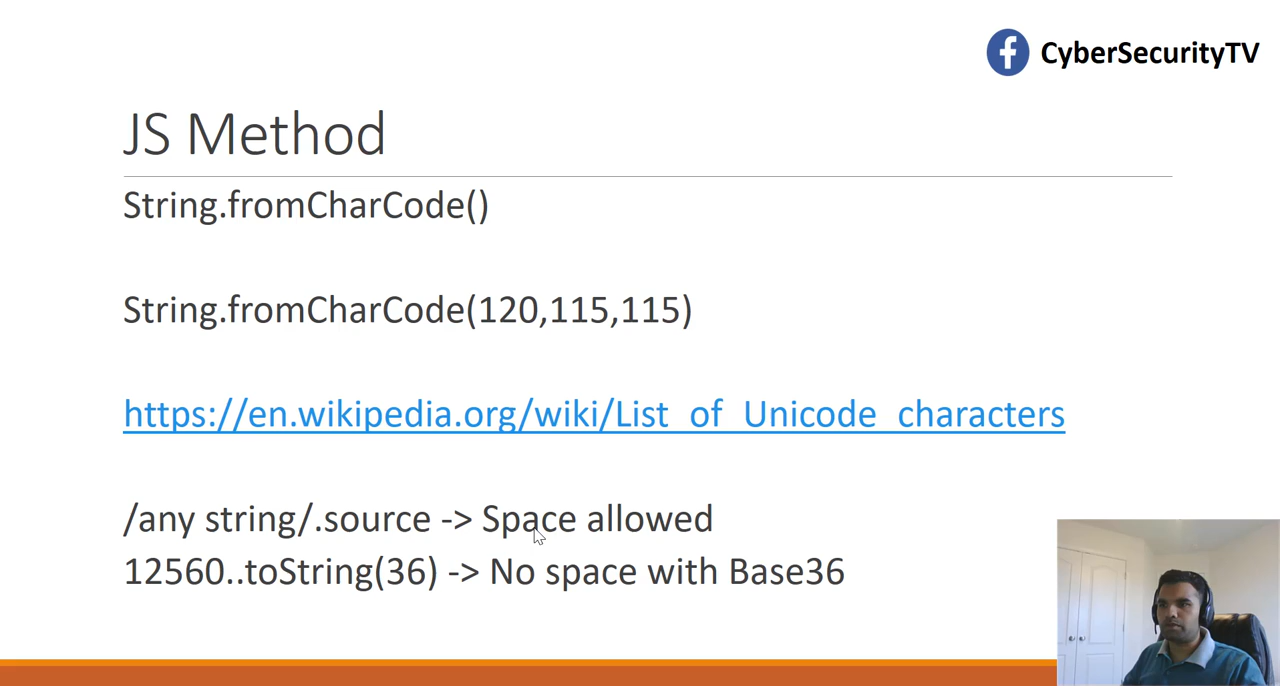 CyberSecurityTV
JS Method
String.fromCharCode()
String.fromCharCode(120,115,115)
https://en.wikipedia.org/wiki/List_of_Unicode_characters
/any string/.source -> Space allowed
12560..toString(36) -> No space with Base36